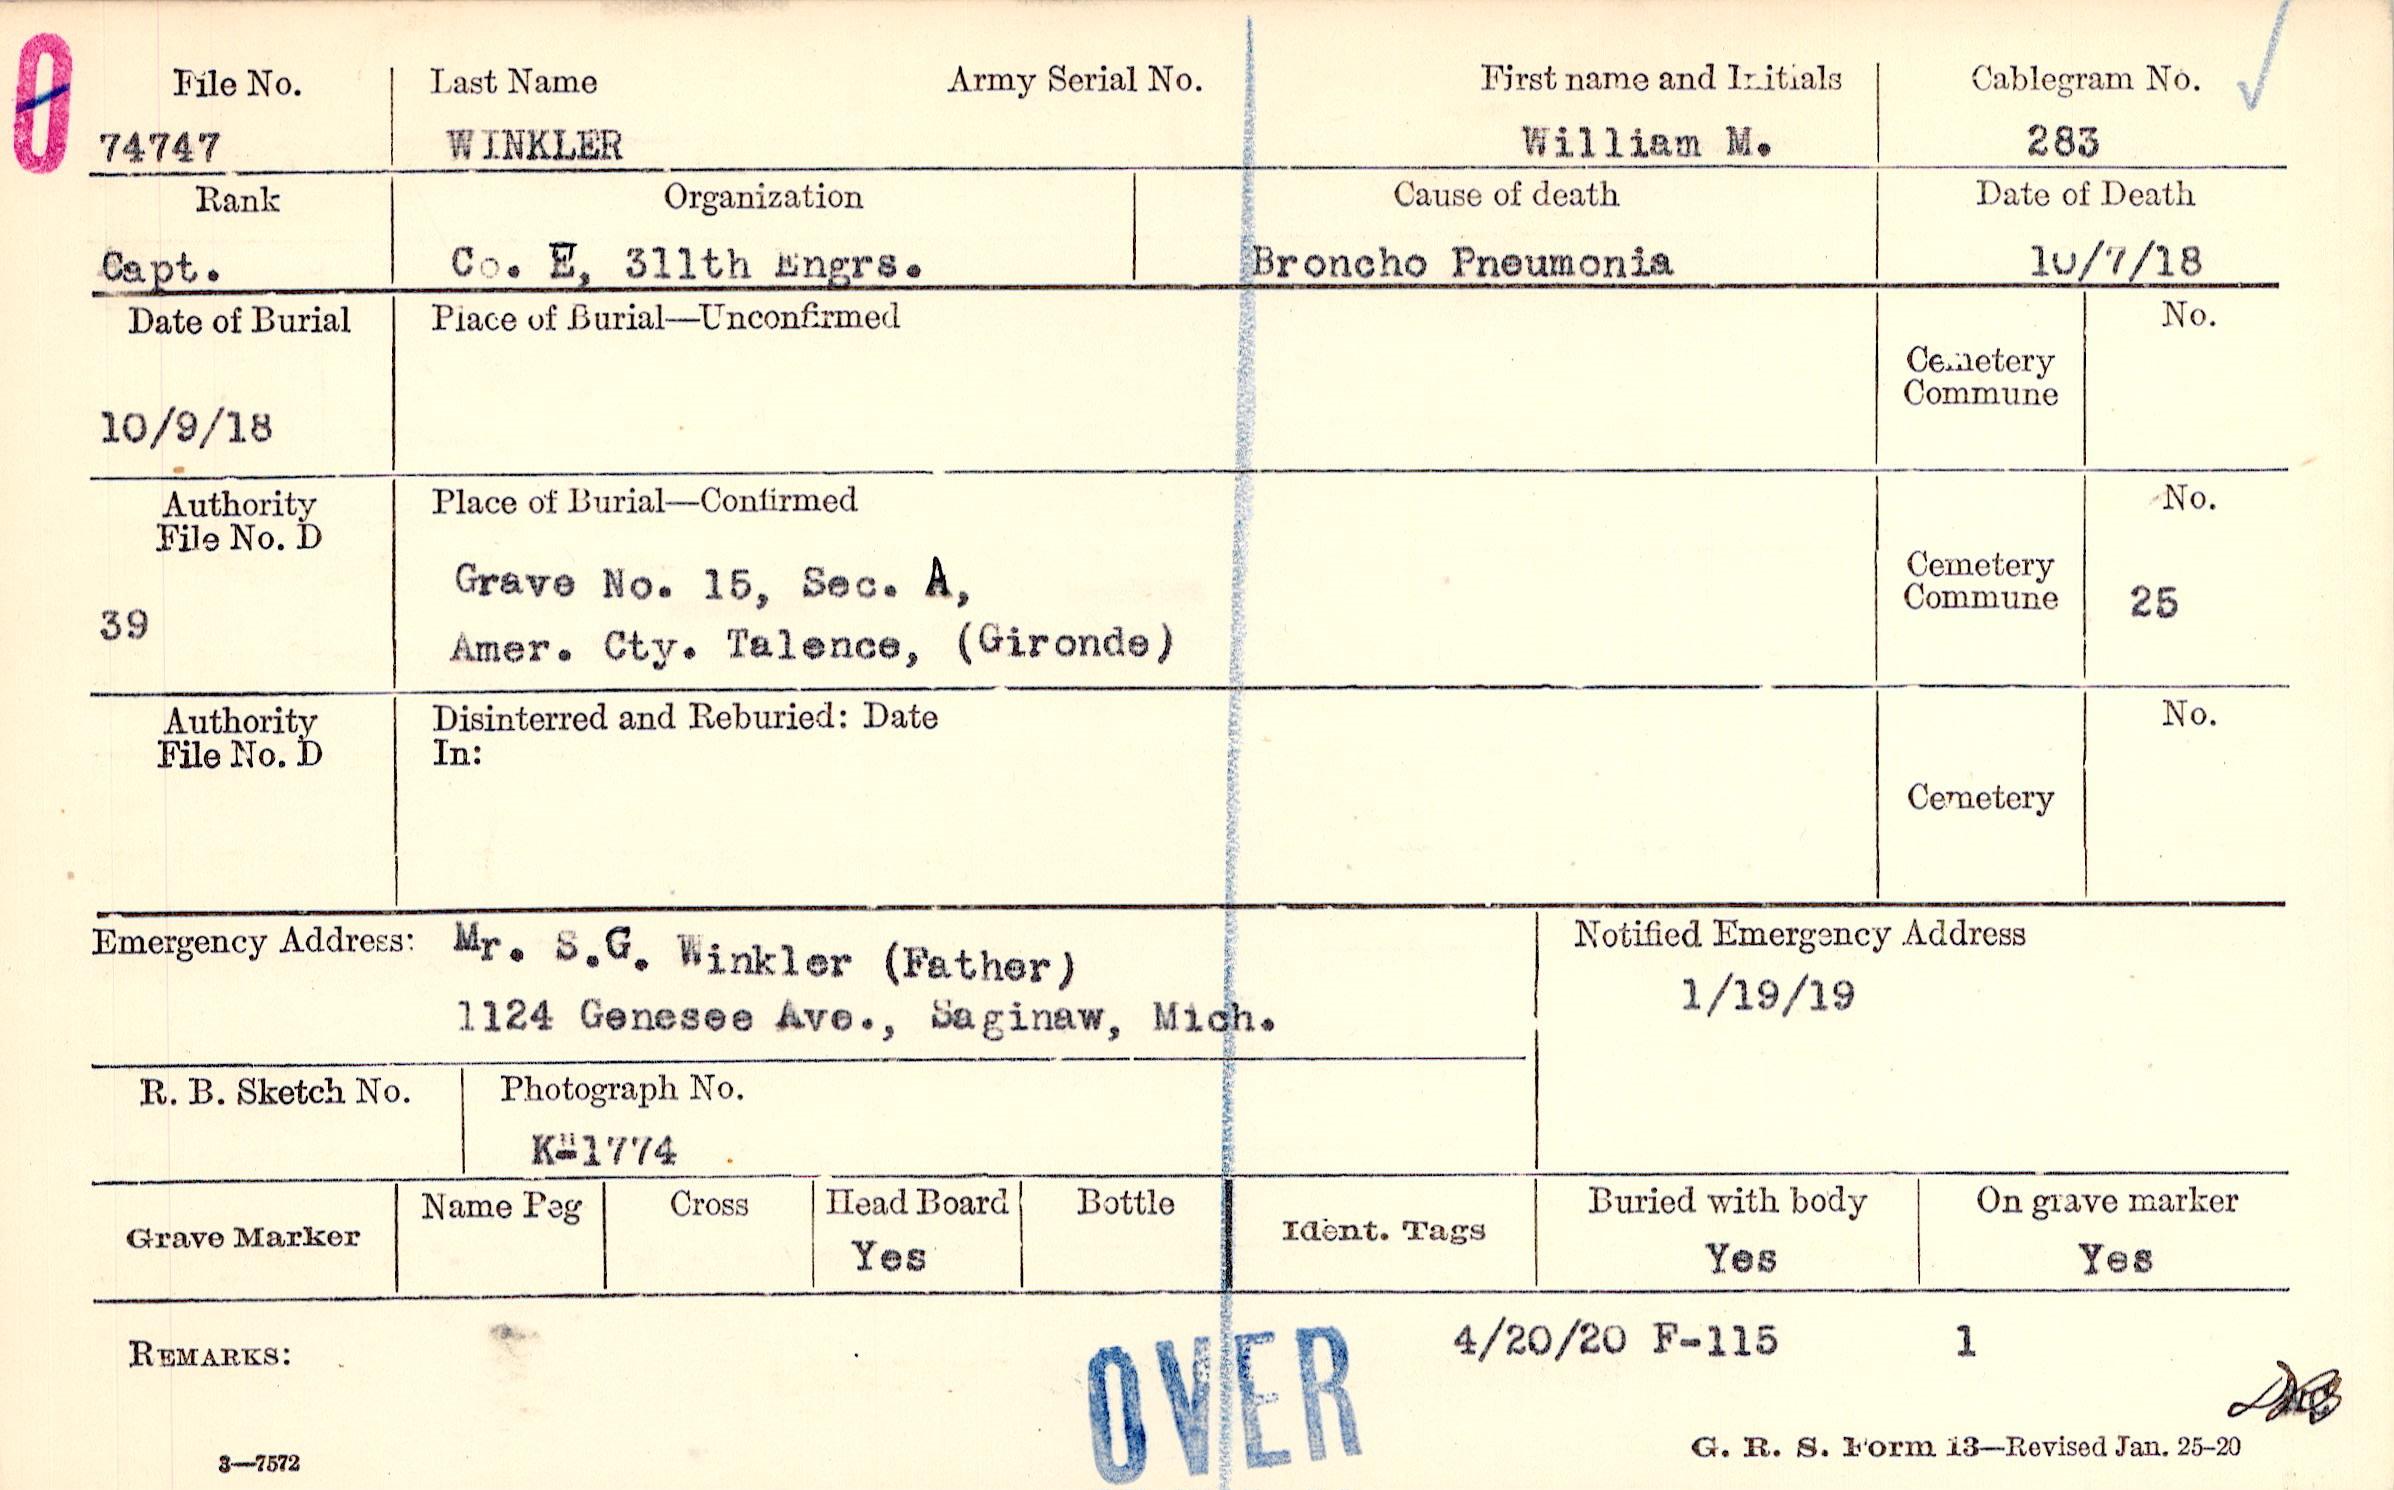 0
File No. Last Name Army Serial No. First name and Initials Cablegram No.
74747 WINKLER William M. 283
Rank Organization Cause of death Date of Death
Capt. Co. E, 311th Engrs. Broncho Pneumonia 10/7/18
Date of Burial Place of Burial—Unconfirmed No.
Cemetery
Commune
10/9/18
Authority Place of Burial—Confirmed No.
File No. D
Grave No. 15, Sec. A, Cemetery
39 Commune 25
Amer. Cty. Talence, (Gironde)
Authority Disinterred and Reburied: Date No.
File No. D In:
Cemetery
Emergency Address: Mr. S.G. Winkler (Father) Notified Emergency Address
1124 Genesee Ave., Saginaw, Mich. 1/19/19
R. B. Sketch No. Photograph No.
K-1774
Grave Marker Name Peg Cross Head Board Bottle Ident. Tags Buried with body On grave marker
Yes Yes Yes
REMARKS: 4/20/20 F-115 1
OVER
3—7572 G. R. S. Form 13—Revised Jan. 25-20